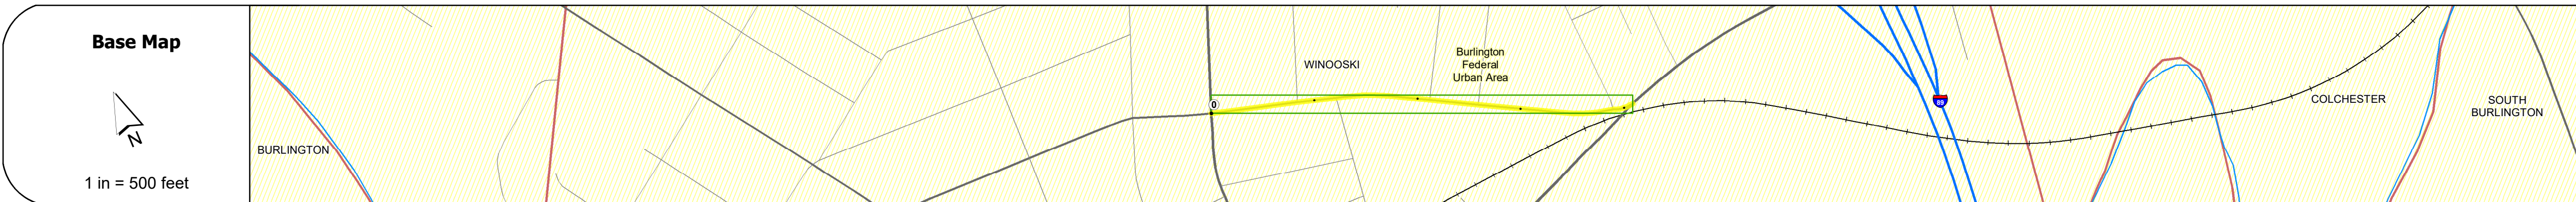 Base Map
N
1 in = 500 feet
BURLINGTON
0
WINOOSKI
Burlington
Federal
Urban Area
89
COLCHESTER
SOUTH
BURLINGTON